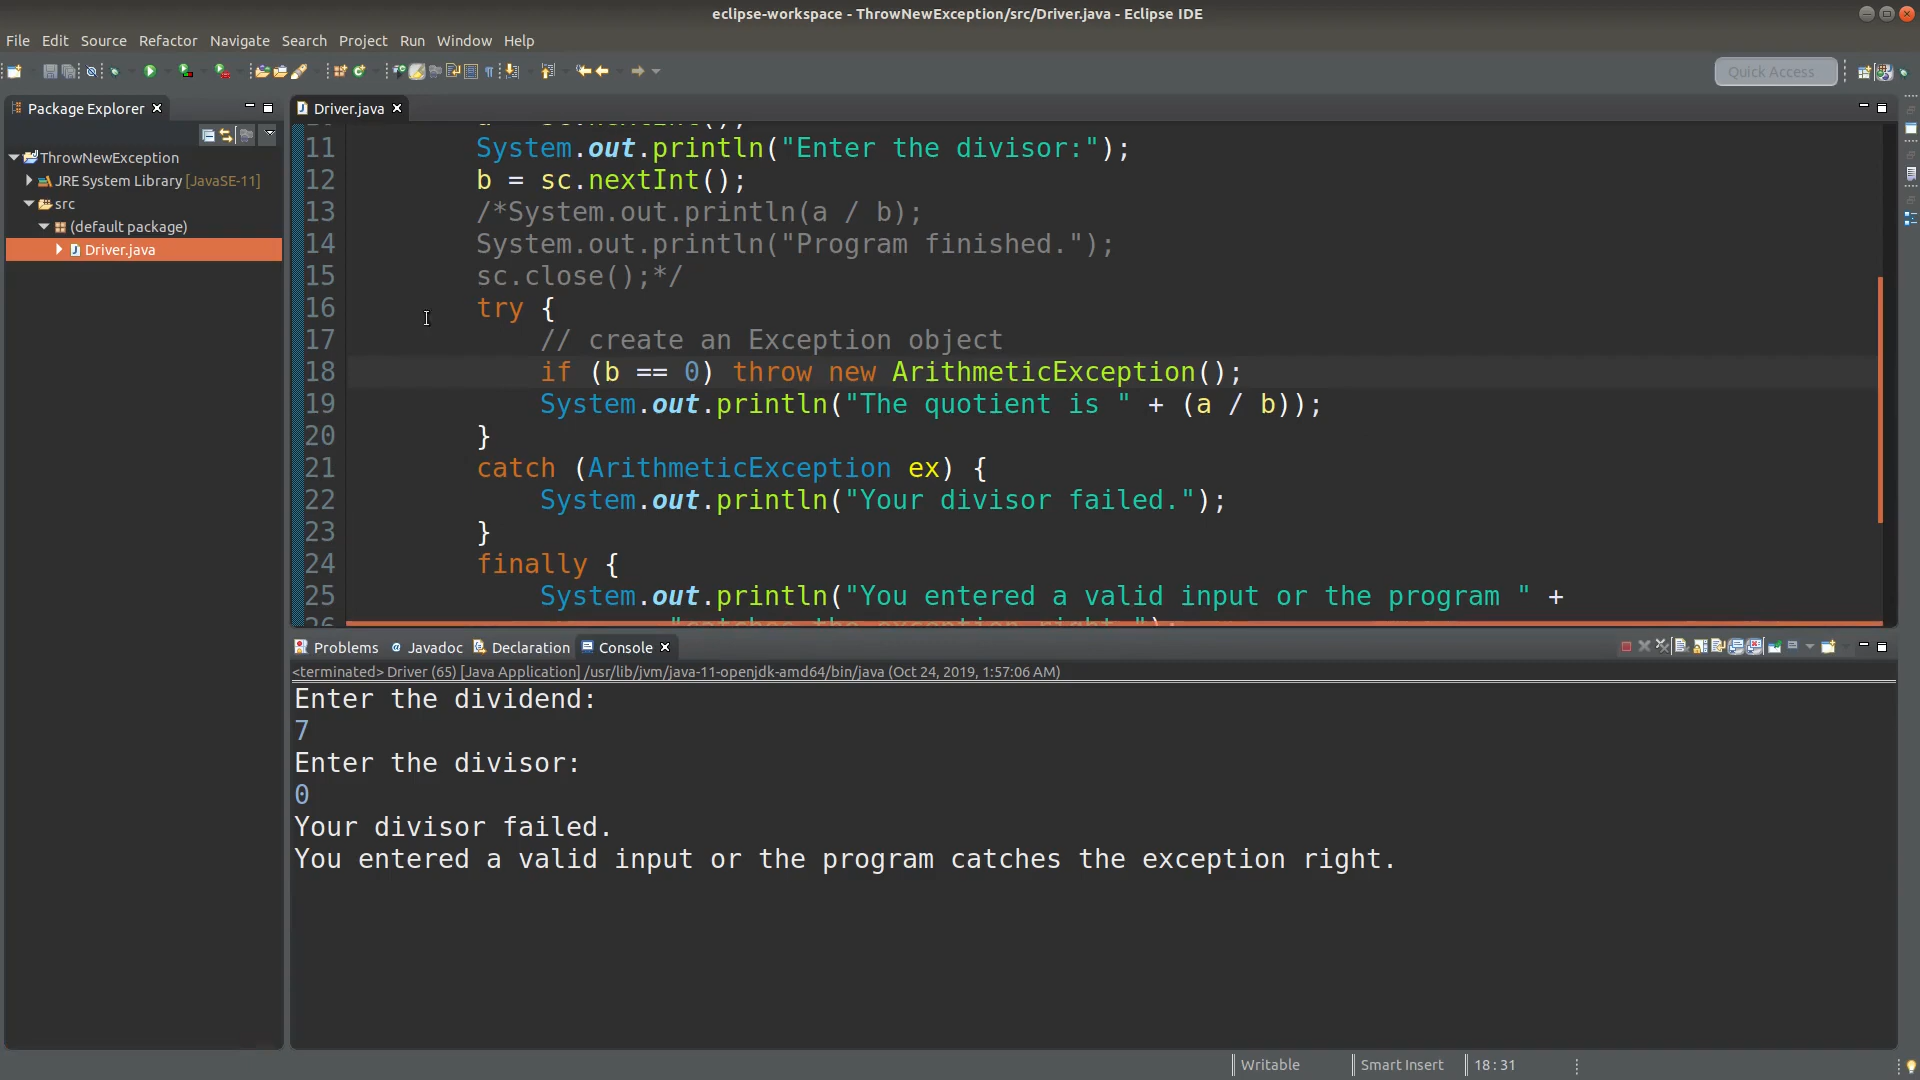 eclipse-workspace - ThrowNewException/src/Driver.java - Eclipse IDE
File Edit Source Refactor Navigate Search Project Run Window Help
Quick Access
Package Explorer
Driver.java
ThrowNewException
JRE System Library [JavaSE-11]
src
(default package)
Driver.java
11 System.out.println("Enter the divisor:");
12 b = sc.nextInt();
13 /*System.out.println(a / b);
14 System.out.println("Program finished.");
15 sc.close();*/
16 try {
17 // create an Exception object
18 if (b == 0) throw new ArithmeticException();
19 System.out.println("The quotient is " + (a / b));
20 }
21 catch (ArithmeticException ex) {
22 System.out.println("Your divisor failed.");
23 }
24 finally {
25 System.out.println("You entered a valid input or the program " +
"catches the exception right.");
Problems Javadoc Declaration Console
<terminated> Driver (65) [Java Application] /usr/lib/jvm/java-11-openjdk-amd64/bin/java (Oct 24, 2019, 1:57:06 AM)
Enter the dividend:
7
Enter the divisor:
0
Your divisor failed.
You entered a valid input or the program catches the exception right.
Writable Smart Insert 18 : 31